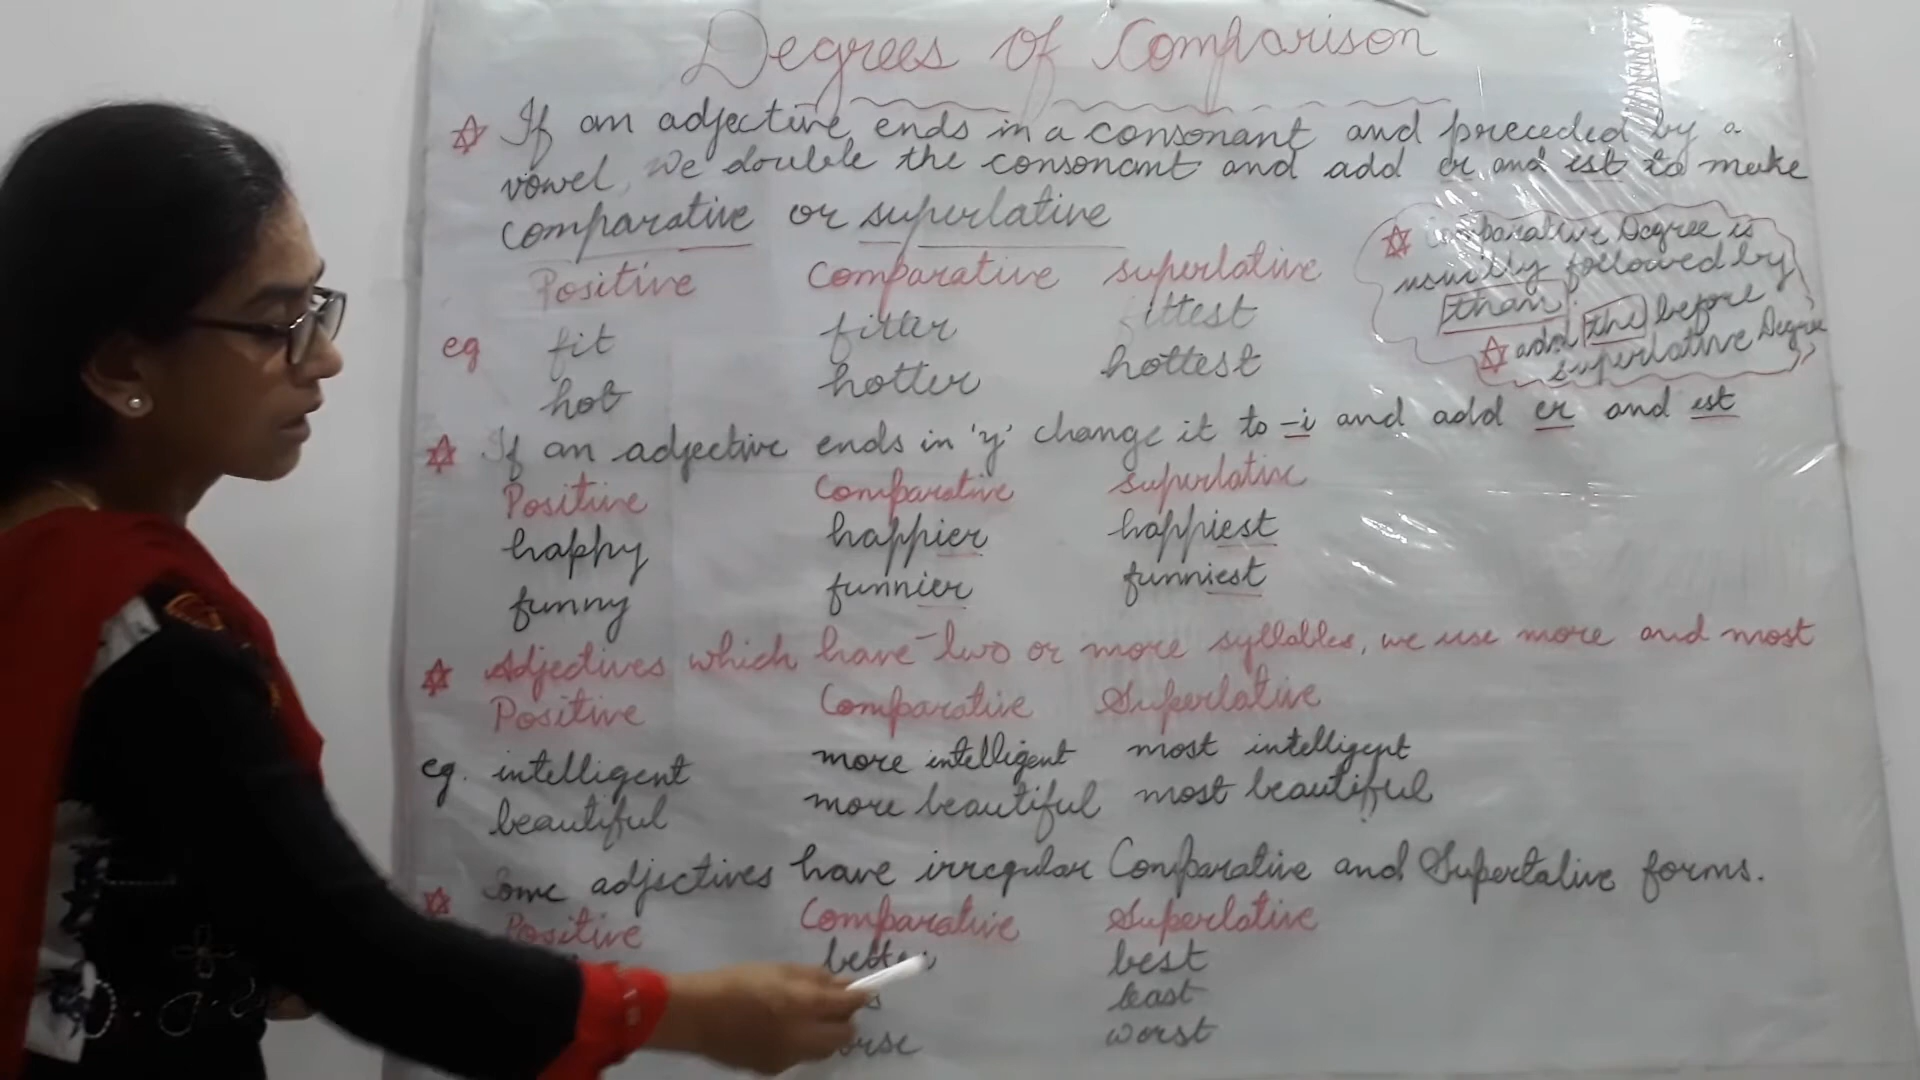 Degrees of Comparison
If an adjective ends in a consonant and preceded by a
vowel, we double the consonant and add er and est to make
comparative or superlative
Positive Comparative superlative
eg fit fitter ittest
hot hotter hottest
Comparative Degree is
usually followed by
than
add the before
superlative Degree
If an adjective ends in 'y' change it to -i and add er and est
Positive Comparative superlative
happy happier happiest
funny funnier funniest
Adjectives which have two or more syllables, we use more and most
Positive Comparative Superlative
eg. intelligent more intelligent most intelligent
beautiful more beautiful most beautiful
Some adjectives have irregular Comparative and Superlative forms.
Positive Comparative Superlative
better best
least
worst